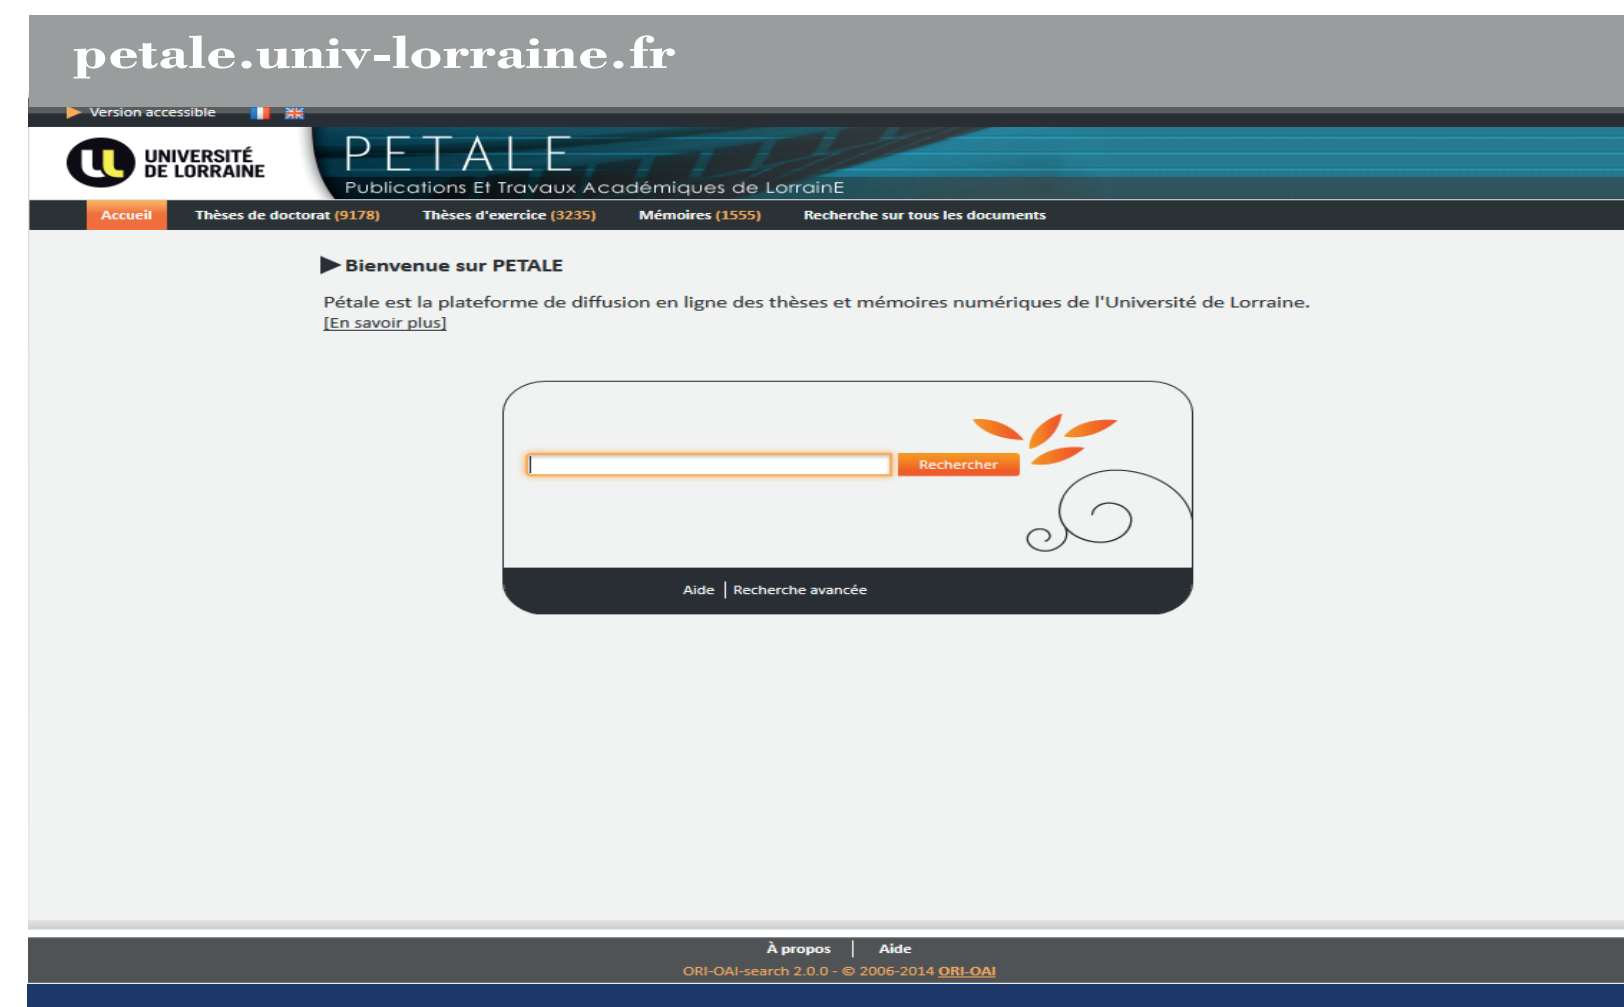 petale.univ-lorraine.fr
Version accessible
UNIVERSITÉ
DE LORRAINE
PETALE
Publications Et Travaux Académiques de LorrainE
Accueil Thèses de doctorat (9178) Thèses d'exercice (3235) Mémoires (1555) Recherche sur tous les documents
Bienvenue sur PETALE
Pétale est la plateforme de diffusion en ligne des thèses et mémoires numériques de l'Université de Lorraine.
[En savoir plus]
Rechercher
Aide | Recherche avancée
À propos | Aide
ORI-OAI-search 2.0.0 - © 2006-2014 ORI-OAI